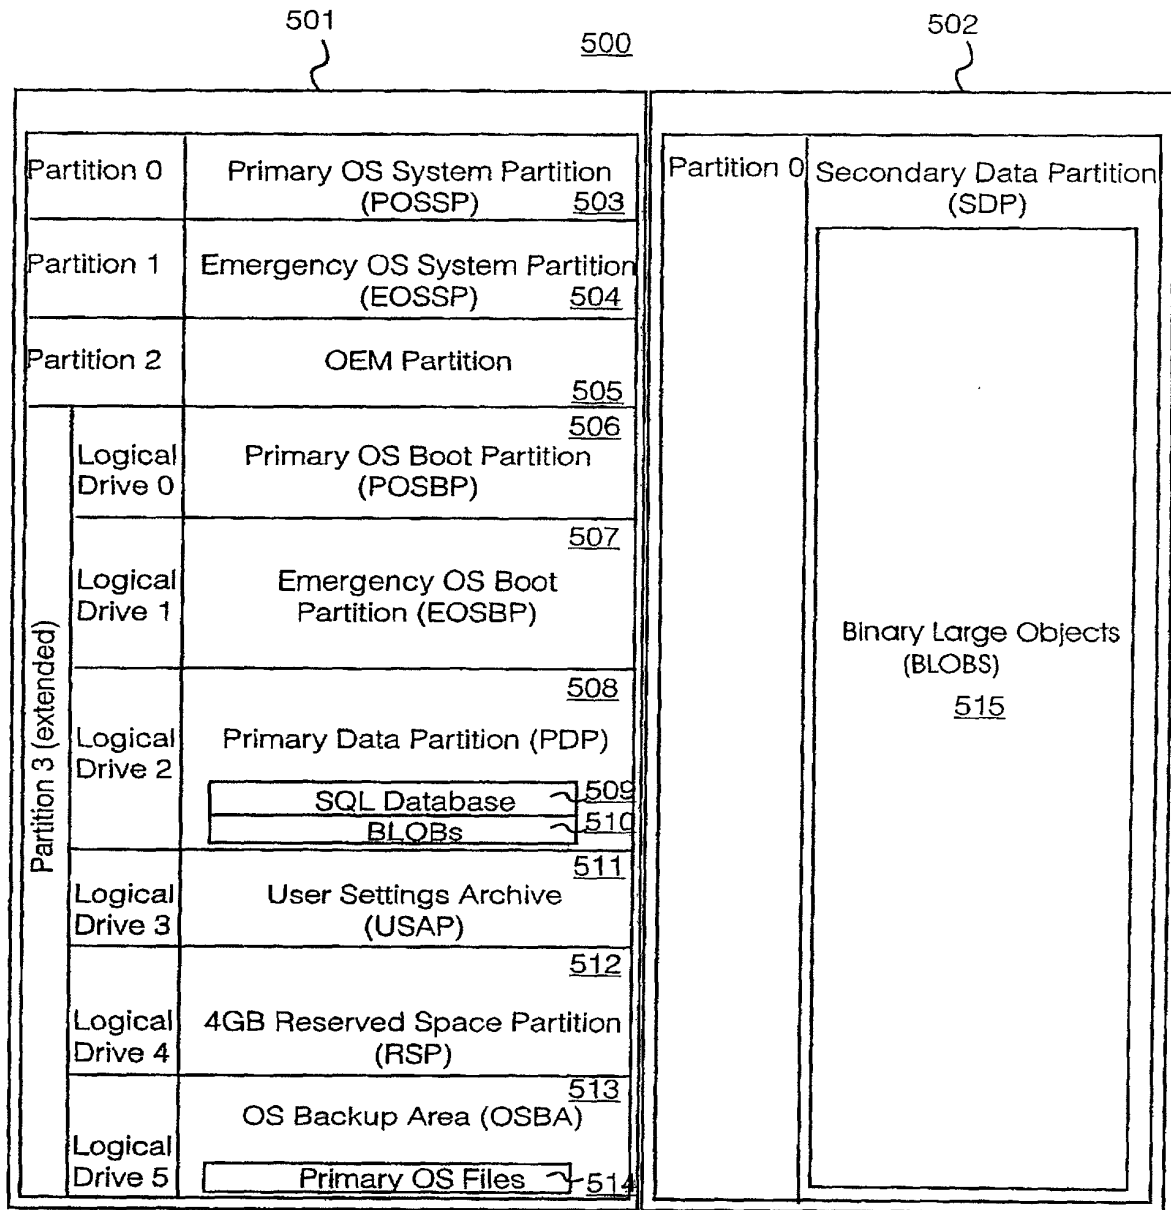 501
500
502
Partition 0
Primary OS System Partition
(POSSP)
503
Partition 1
Emergency OS System Partition
(EOSSP)
504
Partition 2
OEM Partition
505
Partition 3 (extended)
506
Logical
Drive 0
Primary OS Boot Partition
(POSBP)
507
Logical
Drive 1
Emergency OS Boot
Partition (EOSBP)
508
Logical
Drive 2
Primary Data Partition (PDP)
SQL Database
509
BLOBs
510
511
Logical
Drive 3
User Settings Archive
(USAP)
512
Logical
Drive 4
4GB Reserved Space Partition
(RSP)
513
OS Backup Area (OSBA)
Logical
Drive 5
Primary OS Files
514
Partition 0
Secondary Data Partition
(SDP)
Binary Large Objects
(BLOBS)
515